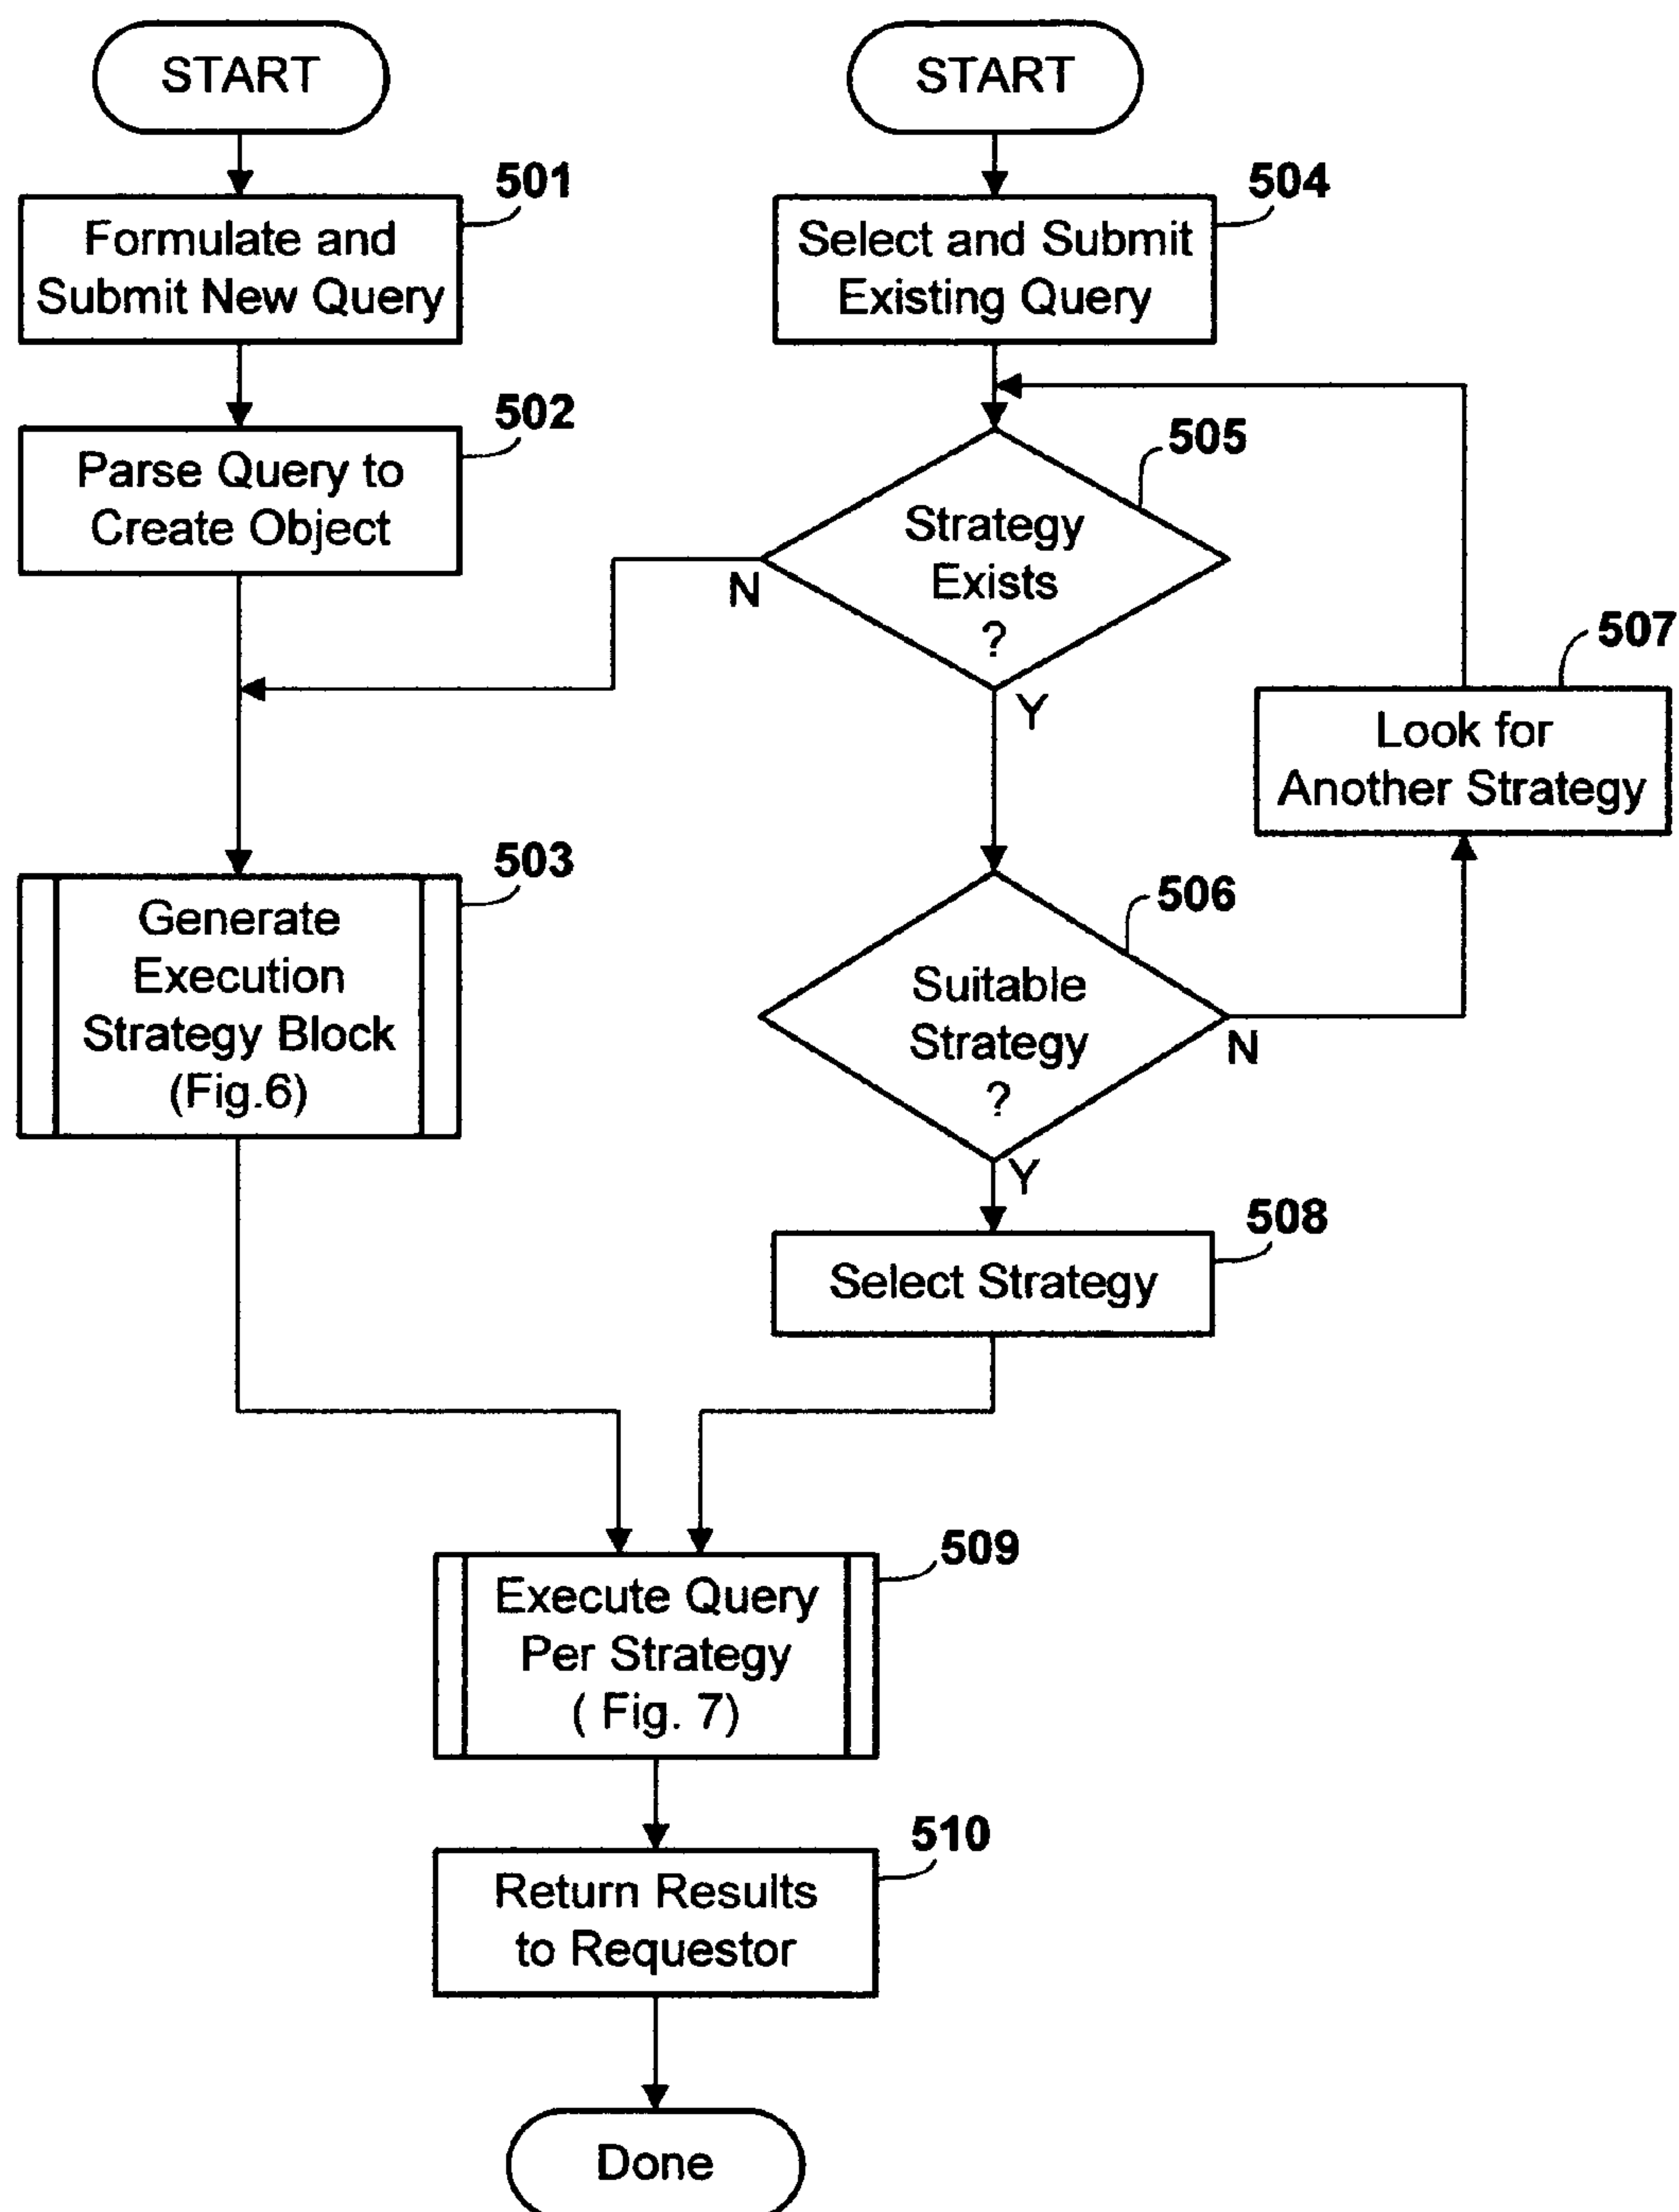 START
START
501
Formulate and
Submit New Query
504
Select and Submit
Existing Query
502
Parse Query to
Create Object
505
Strategy
Exists
?
N
Y
507
Look for
Another Strategy
503
Generate
Execution
Strategy Block
(Fig.6)
506
Suitable
Strategy
?
N
Y
508
Select Strategy
509
Execute Query
Per Strategy
( Fig. 7)
510
Return Results
to Requestor
Done